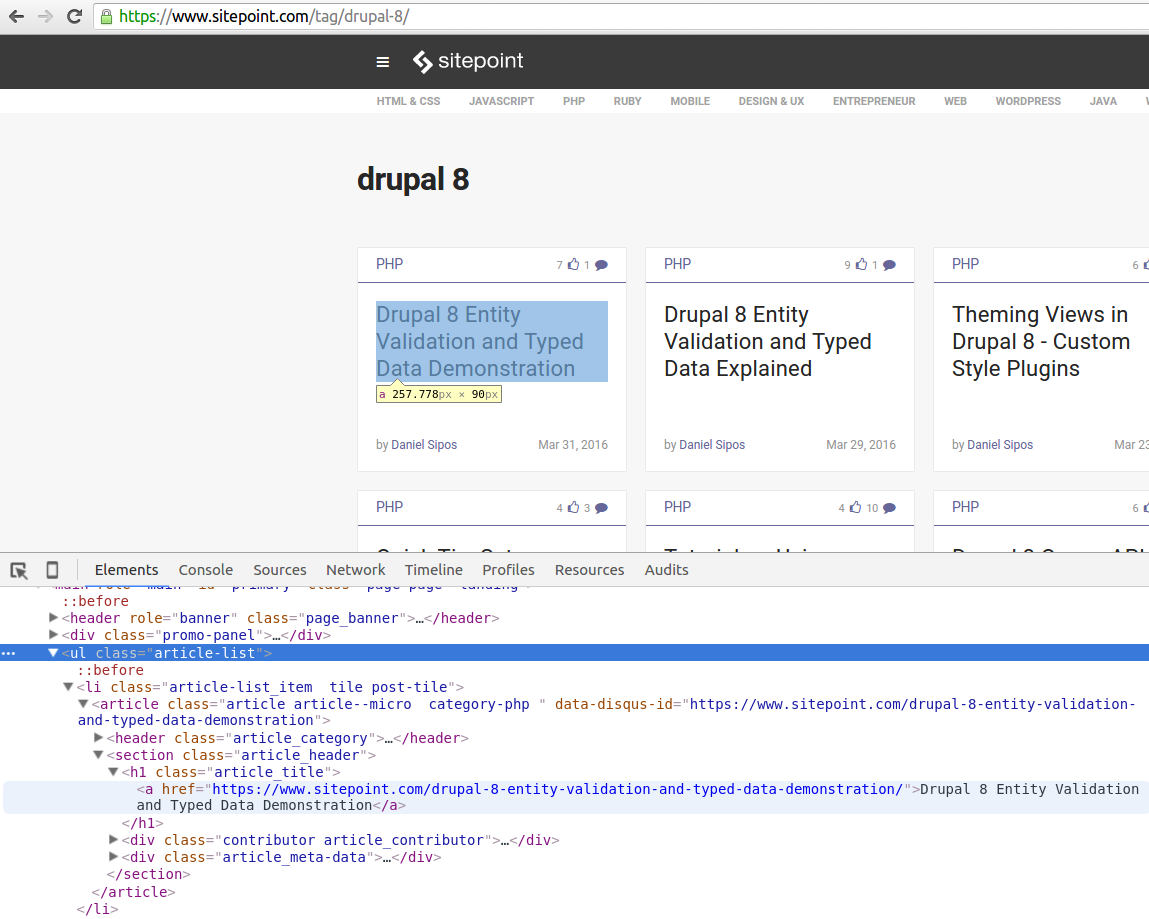 https://www.sitepoint.com/tag/drupal-8/
sitepoint
HTML & CSS JAVASCRIPT PHP RUBY MOBILE DESIGN & UX ENTREPRENEUR WEB WORDPRESS JAVA
drupal 8
PHP 7 1
Drupal 8 Entity
Validation and Typed
Data Demonstration
a 257.778px × 90px
by Daniel Sipos Mar 31, 2016
PHP 9 1
Drupal 8 Entity
Validation and Typed
Data Explained
by Daniel Sipos Mar 29, 2016
PHP 6
Theming Views in
Drupal 8 - Custom
Style Plugins
by Daniel Sipos Mar 23
PHP 4 3
PHP 4 10
PHP 6
Elements Console Sources Network Timeline Profiles Resources Audits
::before
▶<header role="banner" class="page_banner">…</header>
▶<div class="promo-panel">…</div>
▼<ul class="article-list">
::before
▼<li class="article-list_item  tile post-tile">
▼<article class="article article--micro  category-php " data-disqus-id="https://www.sitepoint.com/drupal-8-entity-validation-
and-typed-data-demonstration">
▶<header class="article_category">…</header>
▼<section class="article_header">
▼<h1 class="article_title">
<a href="https://www.sitepoint.com/drupal-8-entity-validation-and-typed-data-demonstration/">Drupal 8 Entity Validation
and Typed Data Demonstration</a>
</h1>
▶<div class="contributor article_contributor">…</div>
▶<div class="article_meta-data">…</div>
</section>
</article>
</li>